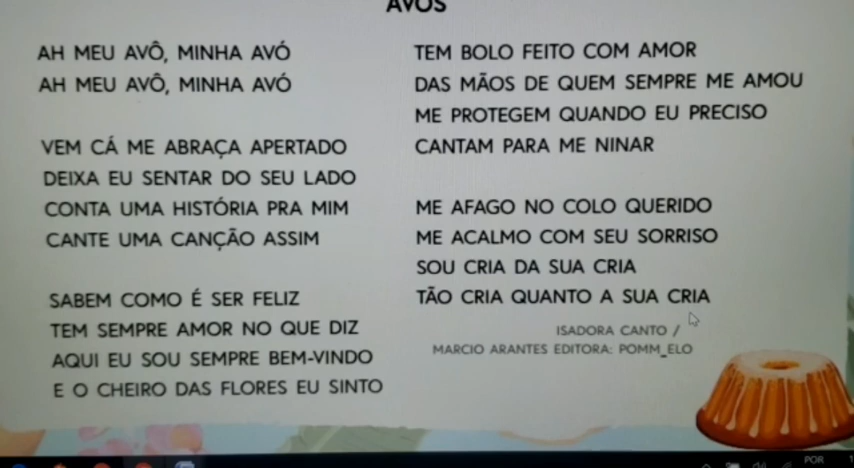 AVÓS
AH MEU AVÔ, MINHA AVÓ
AH MEU AVÔ, MINHA AVÓ
VEM CÁ ME ABRAÇA APERTADO
DEIXA EU SENTAR DO SEU LADO
CONTA UMA HISTÓRIA PRA MIM
CANTE UMA CANÇÃO ASSIM
SABEM COMO É SER FELIZ
TEM SEMPRE AMOR NO QUE DIZ
AQUI EU SOU SEMPRE BEM-VINDO
E O CHEIRO DAS FLORES EU SINTO
TEM BOLO FEITO COM AMOR
DAS MÃOS DE QUEM SEMPRE ME AMOU
ME PROTEGEM QUANDO EU PRECISO
CANTAM PARA ME NINAR
ME AFAGO NO COLO QUERIDO
ME ACALMO COM SEU SORRISO
SOU CRIA DA SUA CRIA
TÃO CRIA QUANTO A SUA CRIA
ISADORA CANTO /
MARCIO ARANTES EDITORA: POMM_ELO
POR